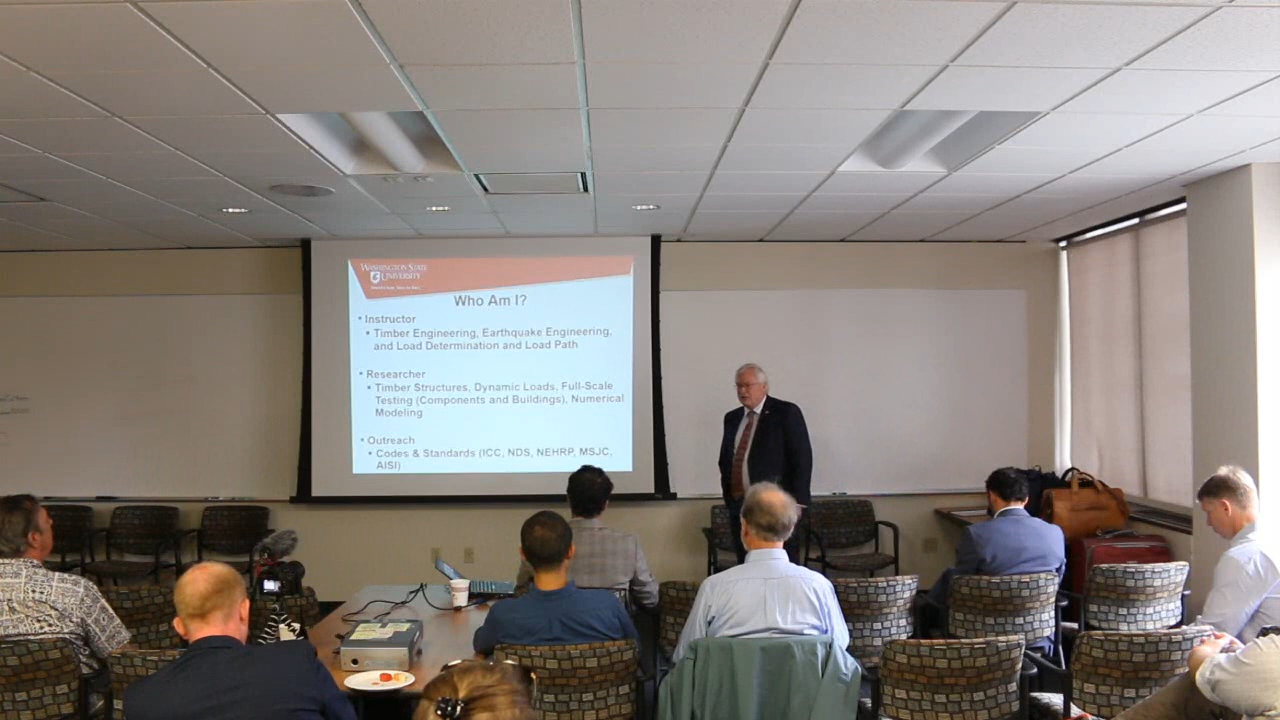 WASHINGTON STATE
UNIVERSITY
Who Am I?
▪ Instructor
▪ Timber Engineering, Earthquake Engineering,
and Load Determination and Load Path
▪ Researcher
▪ Timber Structures, Dynamic Loads, Full-Scale
Testing (Components and Buildings), Numerical
Modeling
▪ Outreach
▪ Codes & Standards (ICC, NDS, NEHRP, MSJC,
AISI)